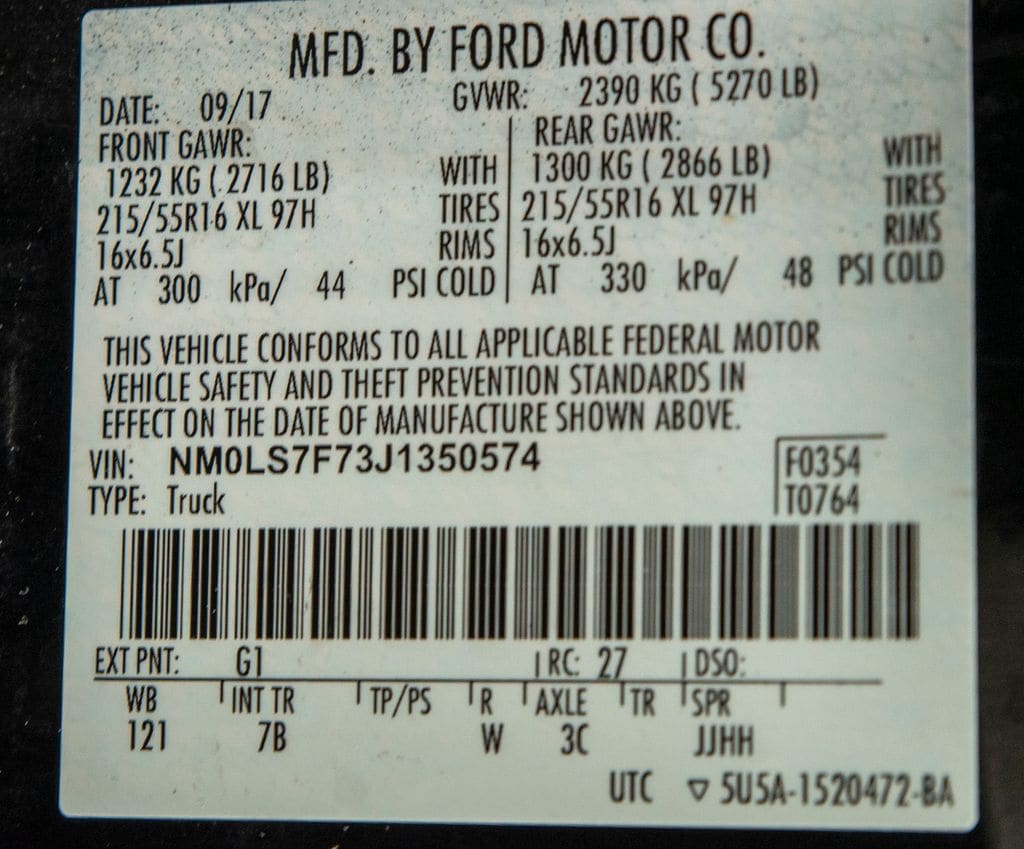 MFD. BY FORD MOTOR CO.
DATE: 09/17 GVWR: 2390 KG ( 5270 LB)
FRONT GAWR: REAR GAWR:
1232 KG ( 2716 LB) WITH 1300 KG ( 2866 LB) WITH
215/55R16 XL 97H TIRES 215/55R16 XL 97H TIRES
16x6.5J RIMS 16x6.5J RIMS
AT 300 kPa/ 44 PSI COLD AT 330 kPa/ 48 PSI COLD
THIS VEHICLE CONFORMS TO ALL APPLICABLE FEDERAL MOTOR
VEHICLE SAFETY AND THEFT PREVENTION STANDARDS IN
EFFECT ON THE DATE OF MANUFACTURE SHOWN ABOVE.
VIN: NM0LS7F73J1350574 F0354
TYPE: Truck T0764
EXT PNT: G1 RC: 27 DSO:
WB INT TR TP/PS R AXLE TR SPR
121 7B W 3C JJHH
UTC ▽ 5U5A-1520472-BA